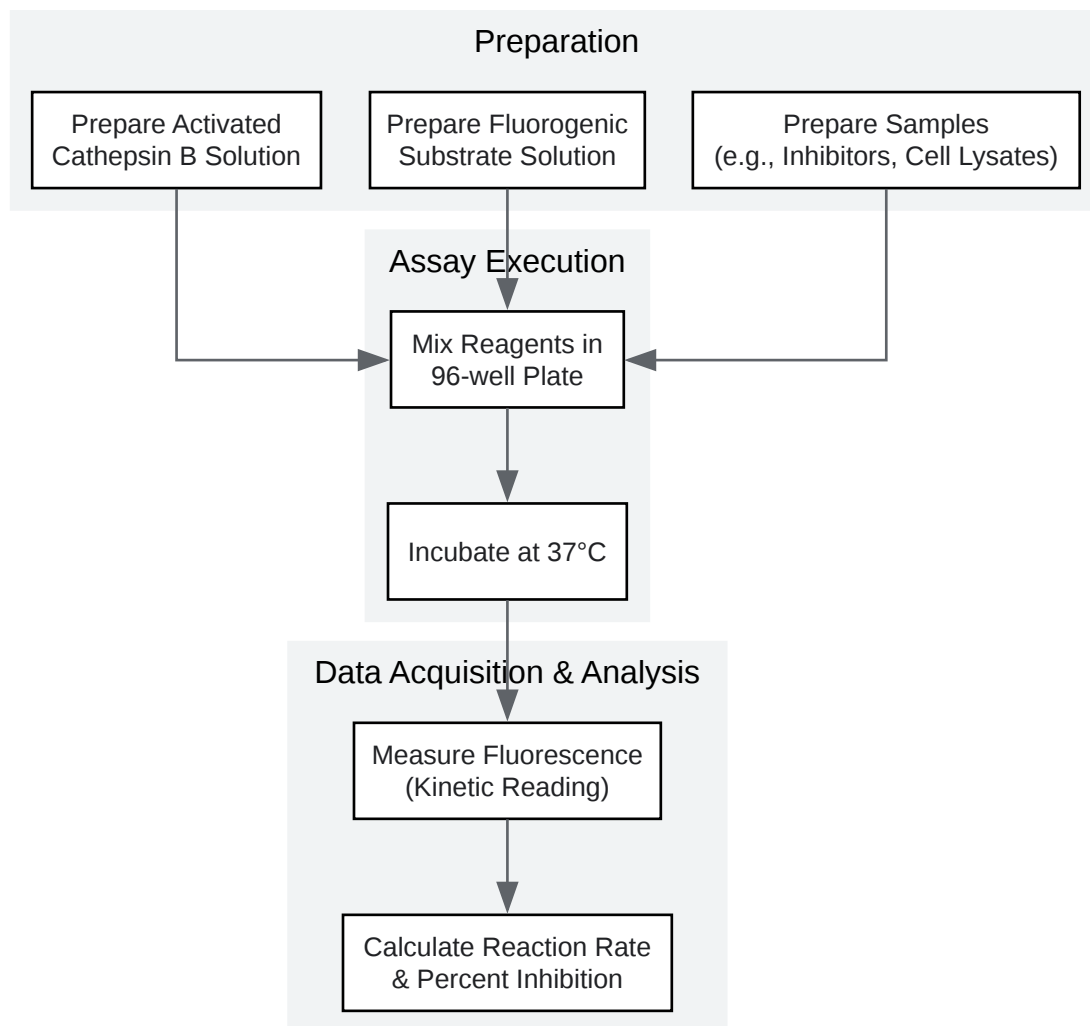 Preparation
Prepare Activated
Cathepsin B Solution
Prepare Fluorogenic
Substrate Solution
Prepare Samples
(e.g., Inhibitors, Cell Lysates)
Assay Execution
Mix Reagents in
96-well Plate
Incubate at 37°C
Data Acquisition & Analysis
Measure Fluorescence
(Kinetic Reading)
Calculate Reaction Rate
& Percent Inhibition